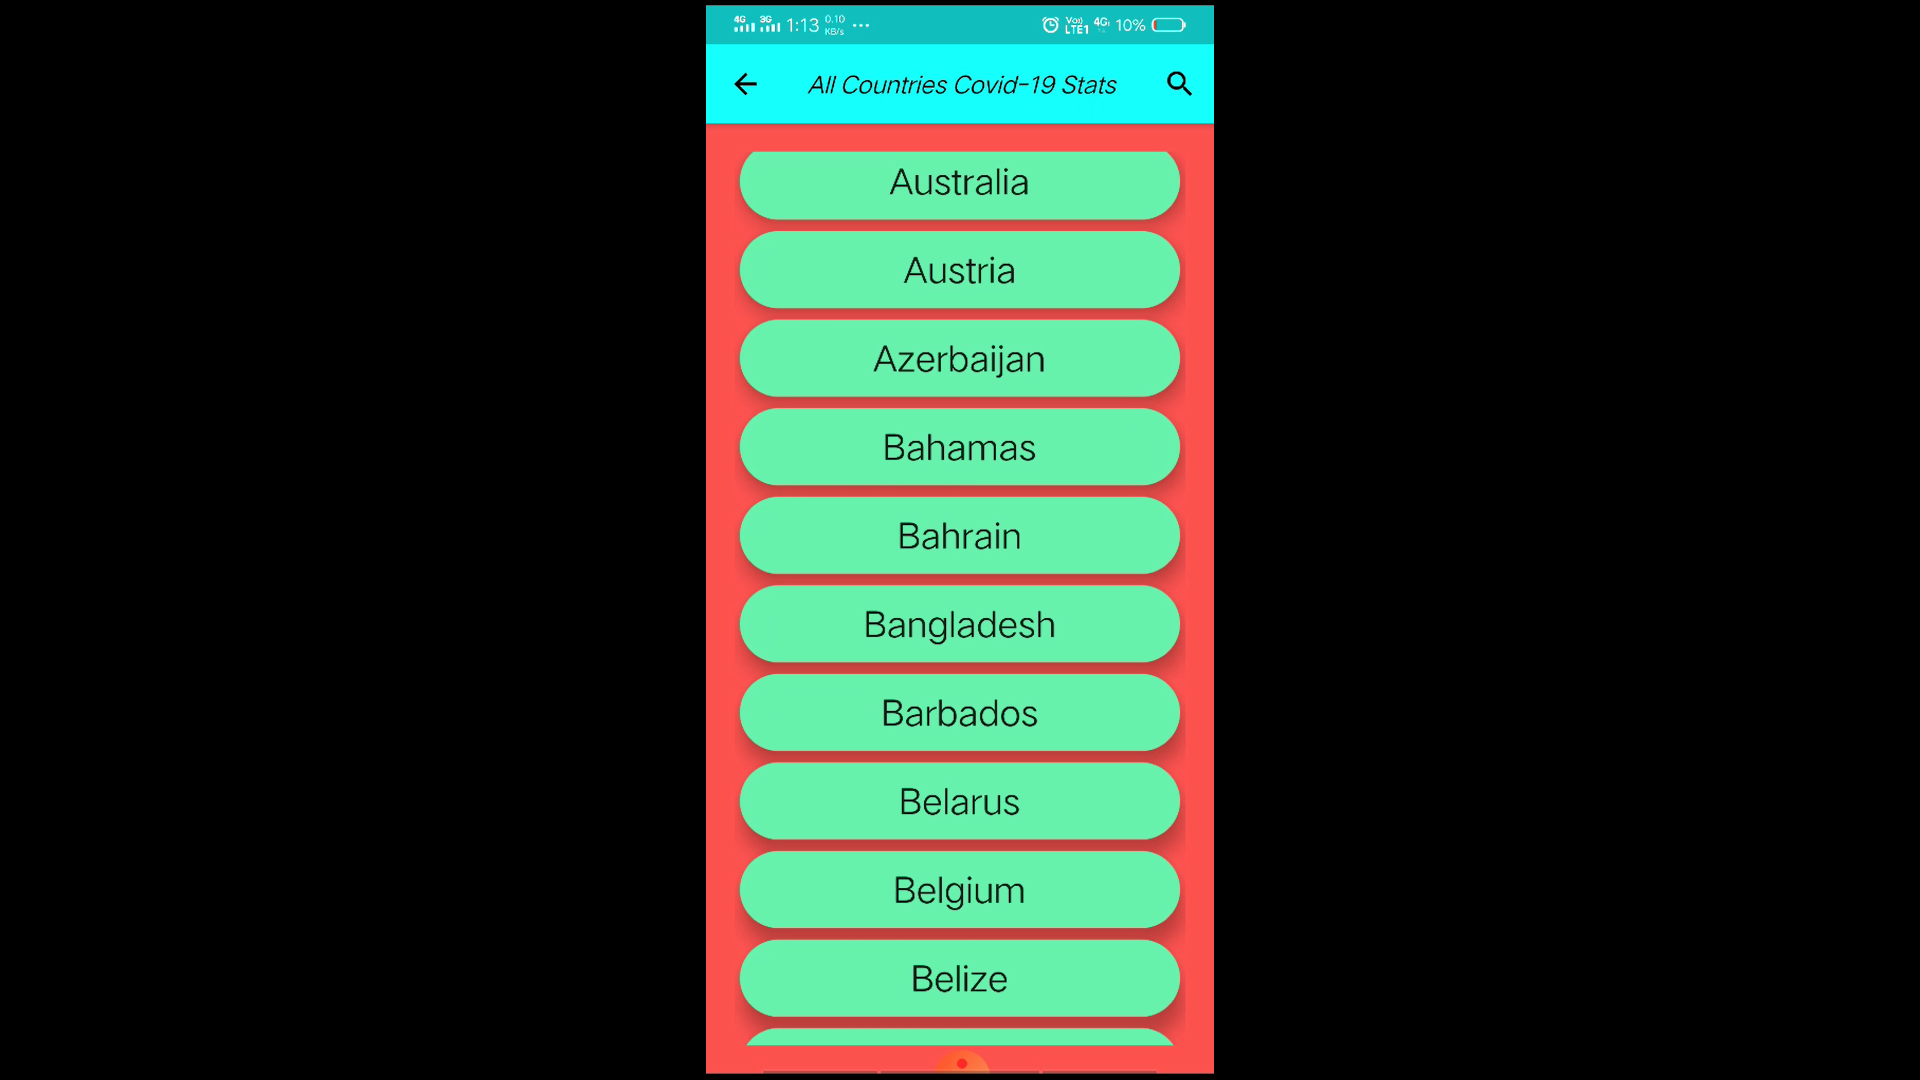 4G 3G 1:13 0.10 KB/s ... Vo) LTE1 4G 10%
All Countries Covid-19 Stats
Australia
Austria
Azerbaijan
Bahamas
Bahrain
Bangladesh
Barbados
Belarus
Belgium
Belize